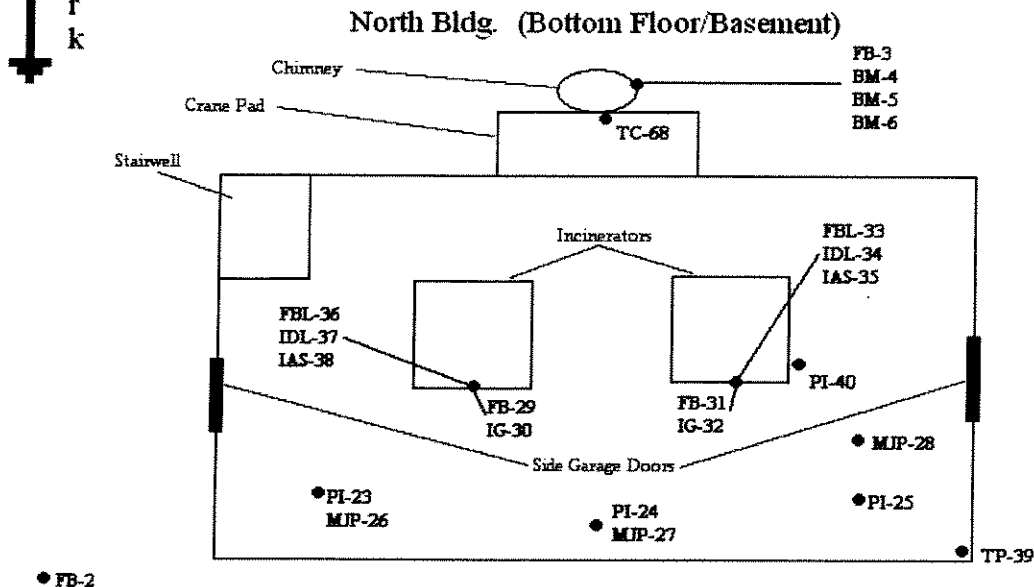 r
k
North Bldg. (Bottom Floor/Basement)
Chimney
Crane Pad
Stairwell
FB-3
BM-4
BM-5
BM-6
TC-68
Incinerators
FBL-33
IDL-34
IAS-35
FBL-36
IDL-37
IAS-38
PI-40
FB-29
IG-30
FB-31
IG-32
MJP-28
Side Garage Doors
PI-23
MJP-26
PI-24
MJP-27
PI-25
TP-39
FB-2